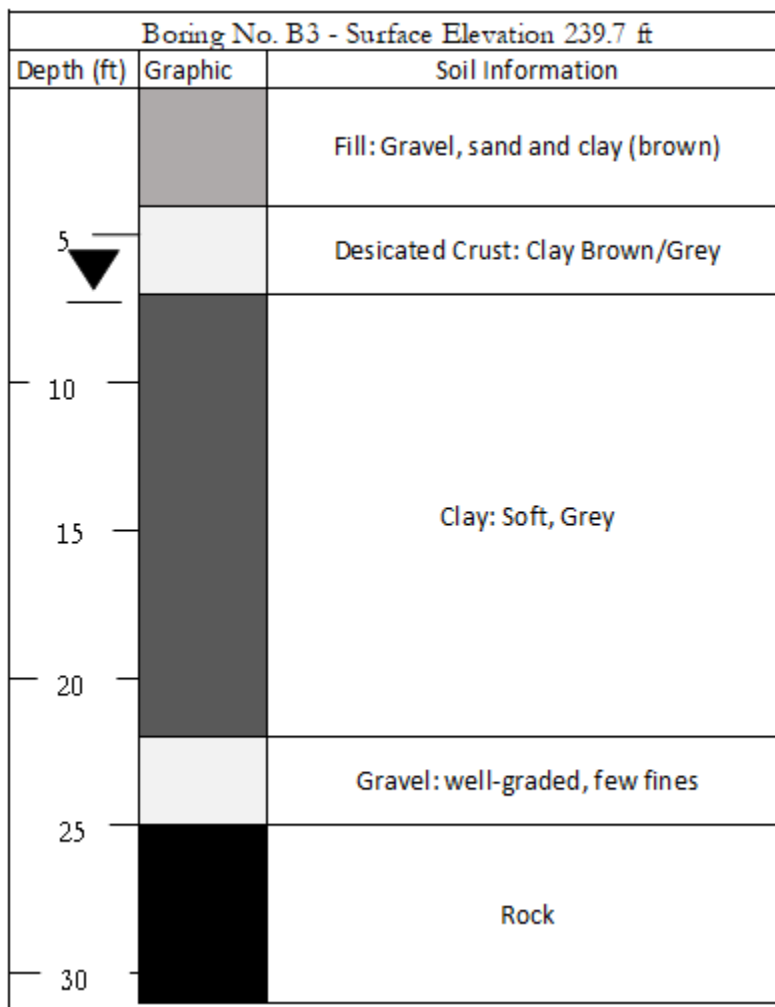 Boring No. B3 - Surface Elevation 239.7 ft
Depth (ft) Graphic Soil Information
Fill: Gravel, sand and clay (brown)
5
Desicated Crust: Clay Brown/Grey
10
Clay: Soft, Grey
15
20
Gravel: well-graded, few fines
25
Rock
30